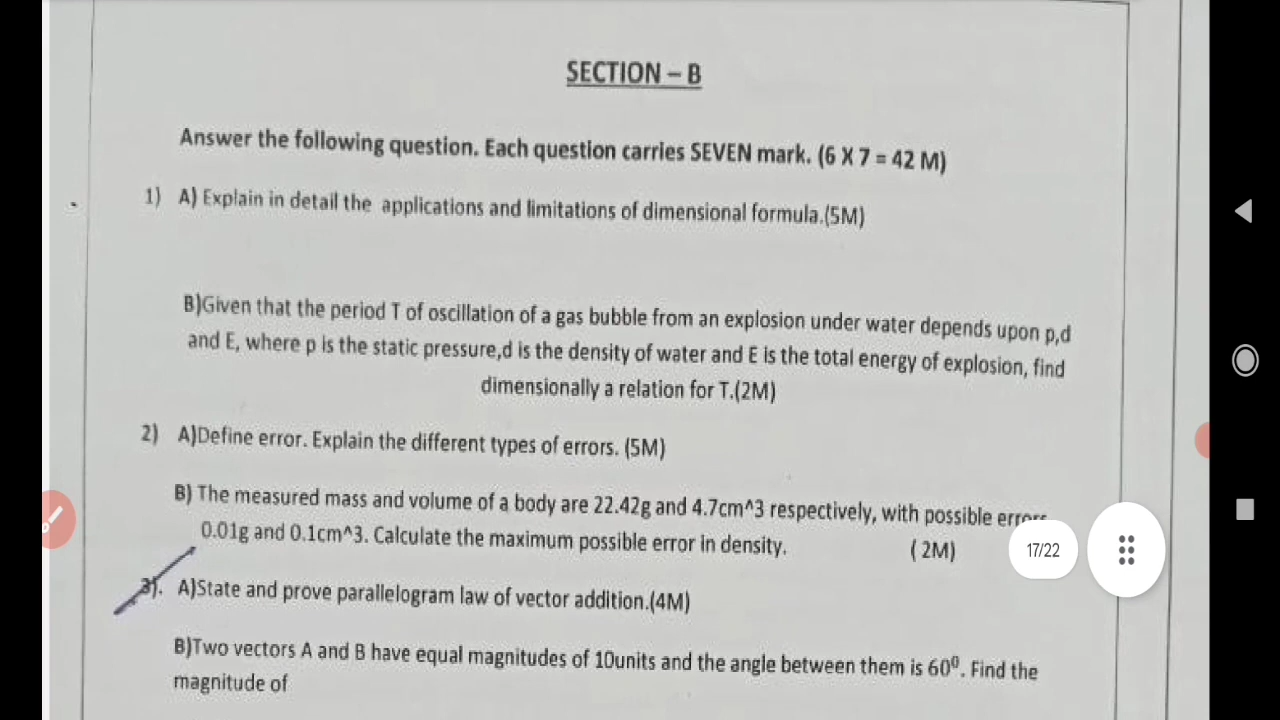 SECTION – B
Answer the following question. Each question carries SEVEN mark. (6 X 7 = 42 M)
1) A) Explain in detail the applications and limitations of dimensional formula.(5M)
B)Given that the period T of oscillation of a gas bubble from an explosion under water depends upon p,d
and E, where p is the static pressure,d is the density of water and E is the total energy of explosion, find
dimensionally a relation for T.(2M)
2) A)Define error. Explain the different types of errors. (5M)
B) The measured mass and volume of a body are 22.42g and 4.7cm^3 respectively, with possible errors
0.01g and 0.1cm^3. Calculate the maximum possible error in density. ( 2M)
17/22
3). A)State and prove parallelogram law of vector addition.(4M)
B)Two vectors A and B have equal magnitudes of 10units and the angle between them is 60⁰. Find the
magnitude of